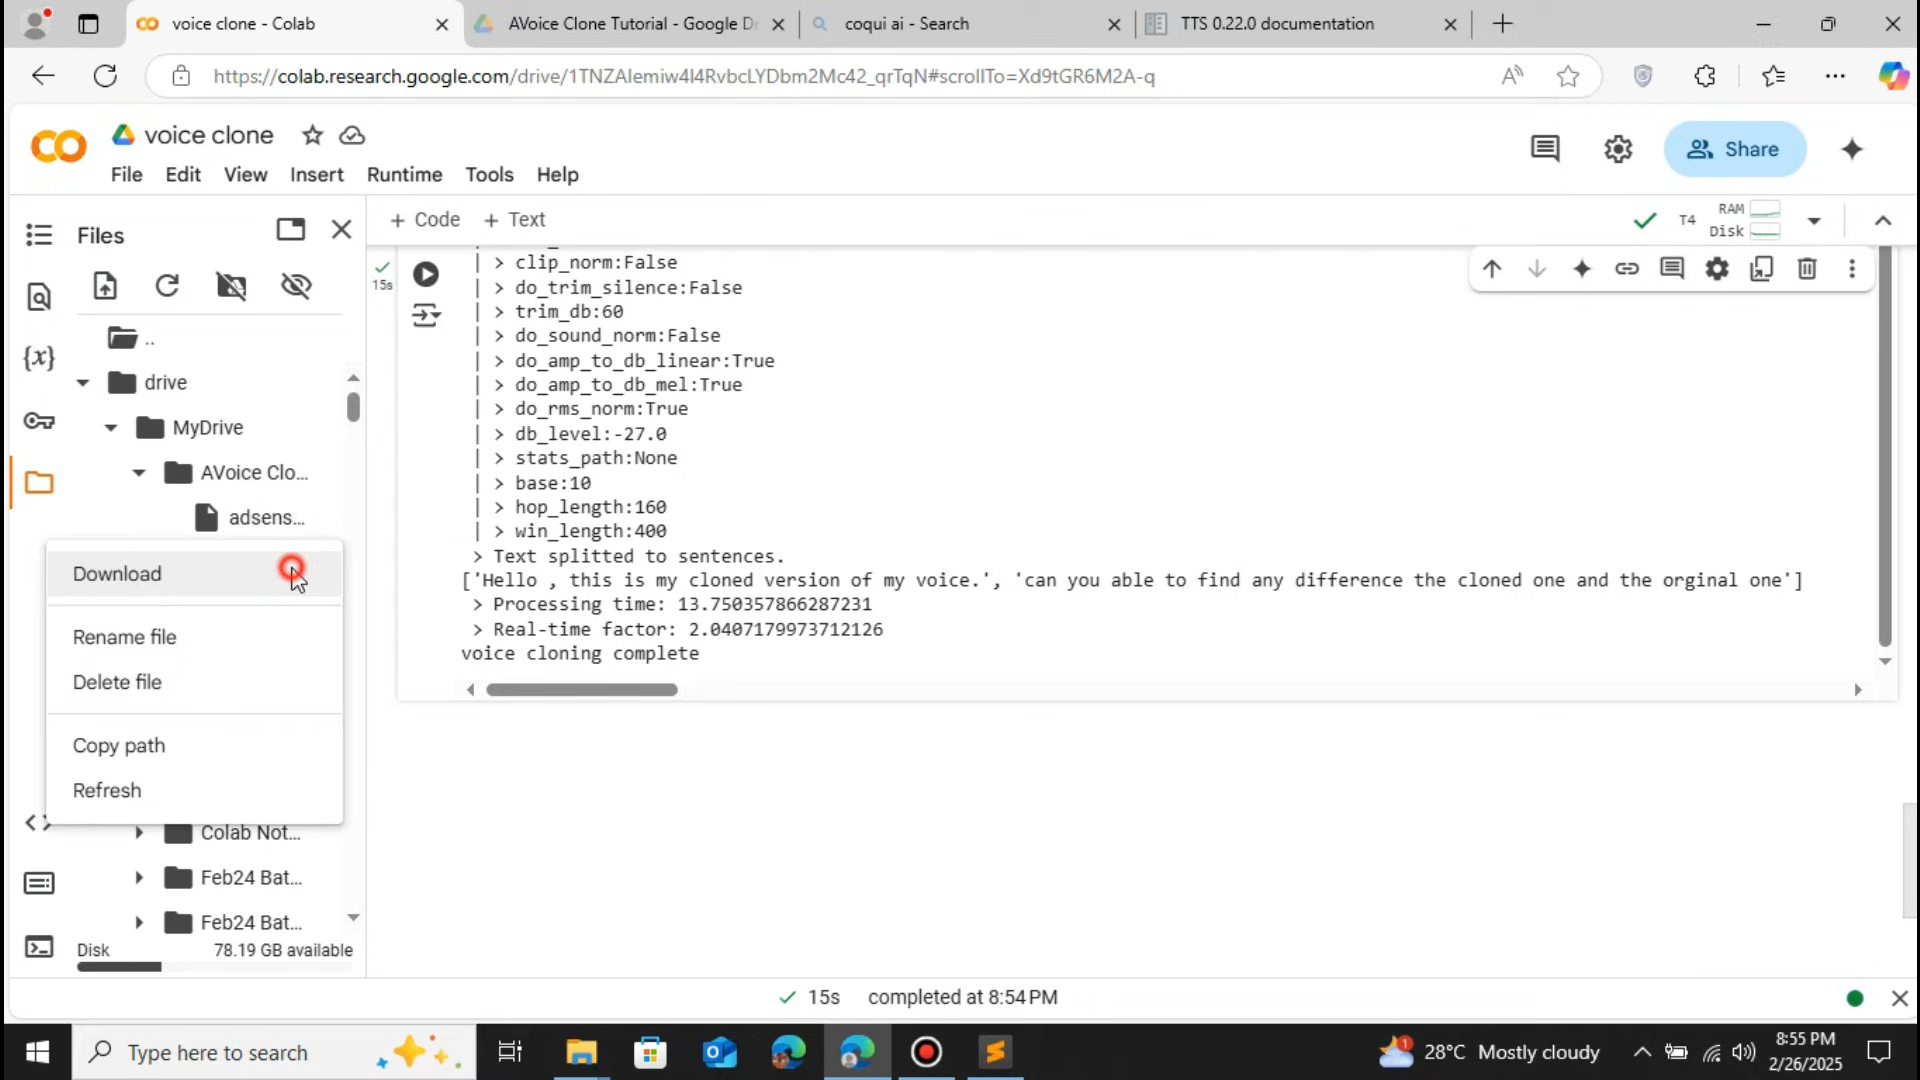 voice clone - Colab
AVoice Clone Tutorial - Google Dr
coqui ai - Search
TTS 0.22.0 documentation
https://colab.research.google.com/drive/1TNZAIemiw4I4RvbcLYDbm2Mc42_qrTqN#scrollTo=Xd9tGR6M2A-q
voice clone
Share
File Edit View Insert Runtime Tools Help
Files
+ Code + Text
T4
RAM
Disk
..
drive
MyDrive
AVoice Clo...
adsens...
Download
Rename file
Delete file
Copy path
Refresh
Colab Not...
Feb24 Bat...
Feb24 Bat...
Disk 78.19 GB available
15s
| > clip_norm:False
| > do_trim_silence:False
| > trim_db:60
| > do_sound_norm:False
| > do_amp_to_db_linear:True
| > do_amp_to_db_mel:True
| > do_rms_norm:True
| > db_level:-27.0
| > stats_path:None
| > base:10
| > hop_length:160
| > win_length:400
> Text splitted to sentences.
['Hello , this is my cloned version of my voice.', 'can you able to find any difference the cloned one and the orginal one']
> Processing time: 13.750357866287231
> Real-time factor: 2.0407179973712126
voice cloning complete
15s completed at 8:54 PM
Type here to search
1
28°C Mostly cloudy
8:55 PM
2/26/2025